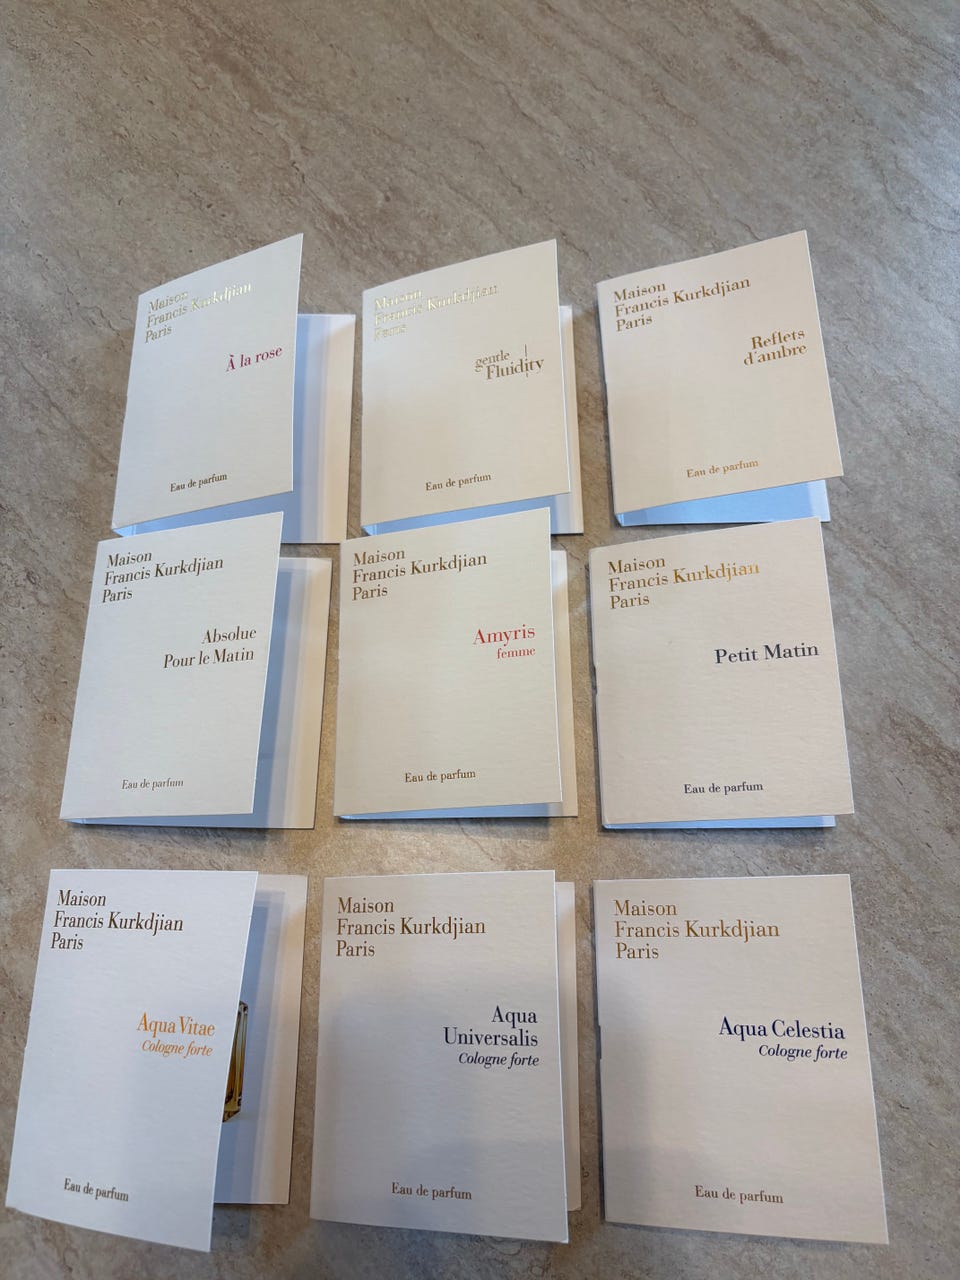 Maison
Francis Kurkdjian
Paris
À la rose
Eau de parfum
Maison
Francis Kurkdjian
Paris
gentle
Fluidity
Eau de parfum
Maison
Francis Kurkdjian
Paris
Reflets
d'ambre
Eau de parfum
Maison
Francis Kurkdjian
Paris
Absolue
Pour le Matin
Eau de parfum
Maison
Francis Kurkdjian
Paris
Amyris
femme
Eau de parfum
Maison
Francis Kurkdjian
Paris
Petit Matin
Eau de parfum
Maison
Francis Kurkdjian
Paris
Aqua Vitae
Cologne forte
Eau de parfum
Maison
Francis Kurkdjian
Paris
Aqua
Universalis
Cologne forte
Eau de parfum
Maison
Francis Kurkdjian
Paris
Aqua Celestia
Cologne forte
Eau de parfum